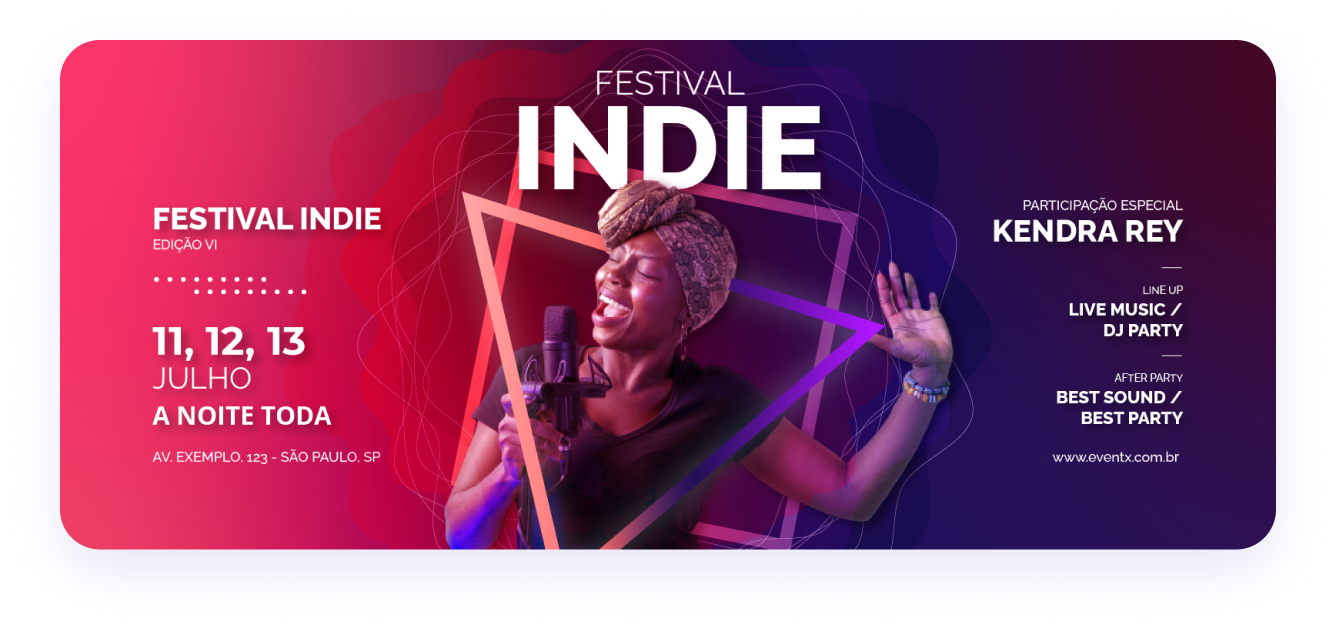 FESTIVAL
INDIE
FESTIVAL INDIE
EDIÇÃO VI
11, 12, 13
JULHO
A NOITE TODA
AV. EXEMPLO, 123 - SÃO PAULO, SP
PARTICIPAÇÃO ESPECIAL
KENDRA REY
LINE UP
LIVE MUSIC /
DJ PARTY
AFTER PARTY
BEST SOUND /
BEST PARTY
www.eventx.com.br